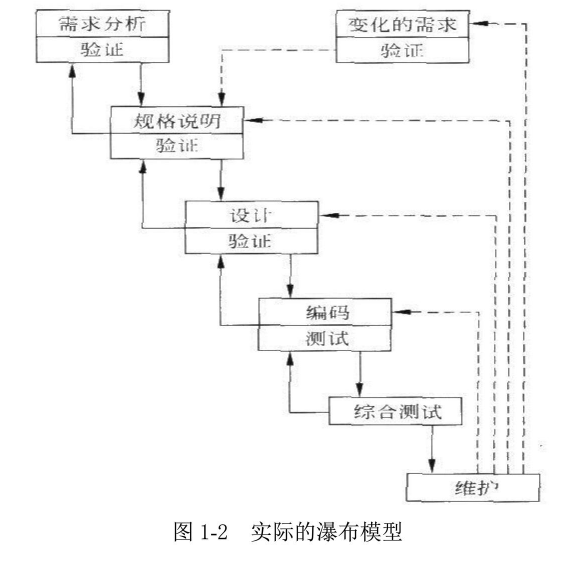 需求分析
验证
变化的需求
验证
规格说明
验证
设计
验证
编码
测试
综合测试
维护
图 1-2 实际的瀑布模型